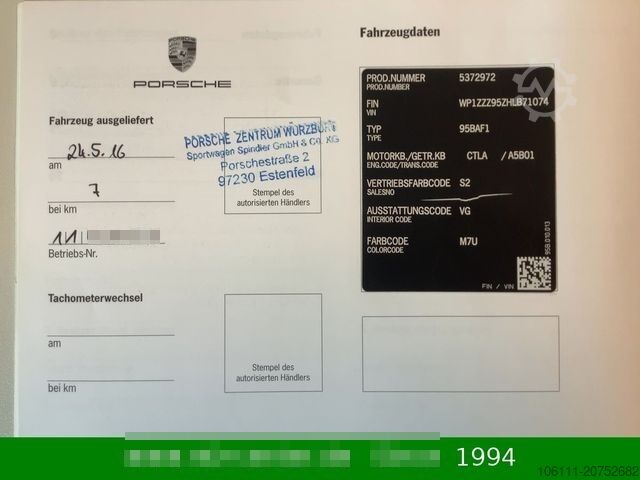 PORSCHE
Fahrzeug ausgeliefert
24.5.16
am
7
bei km
Betriebs-Nr.
PORSCHE ZENTRUM WÜRZBURG
Sportwagen Spindler GmbH & Co. KG
Porschestraße 2
97230 Estenfeld
Stempel des
autorisierten Händlers
Tachometerwechsel
am
bei km
Stempel des
autorisierten Händlers
Fahrzeugdaten
PROD.NUMMER 5372972
PROD.NUMBER
FIN WP1ZZZ95ZHLB71074
VIN
TYP 95BAF1
TYPE
MOTORKB./GETR.KB CTLA / A5B01
ENG.CODE/TRANS.CODE
VERTRIEBSFARBCODE S2
SALESNO
AUSSTATTUNGSCODE VG
INTERIOR CODE
FARBCODE M7U
COLORCODE
95B.010.013
FIN / VIN
1994
106111-20752682